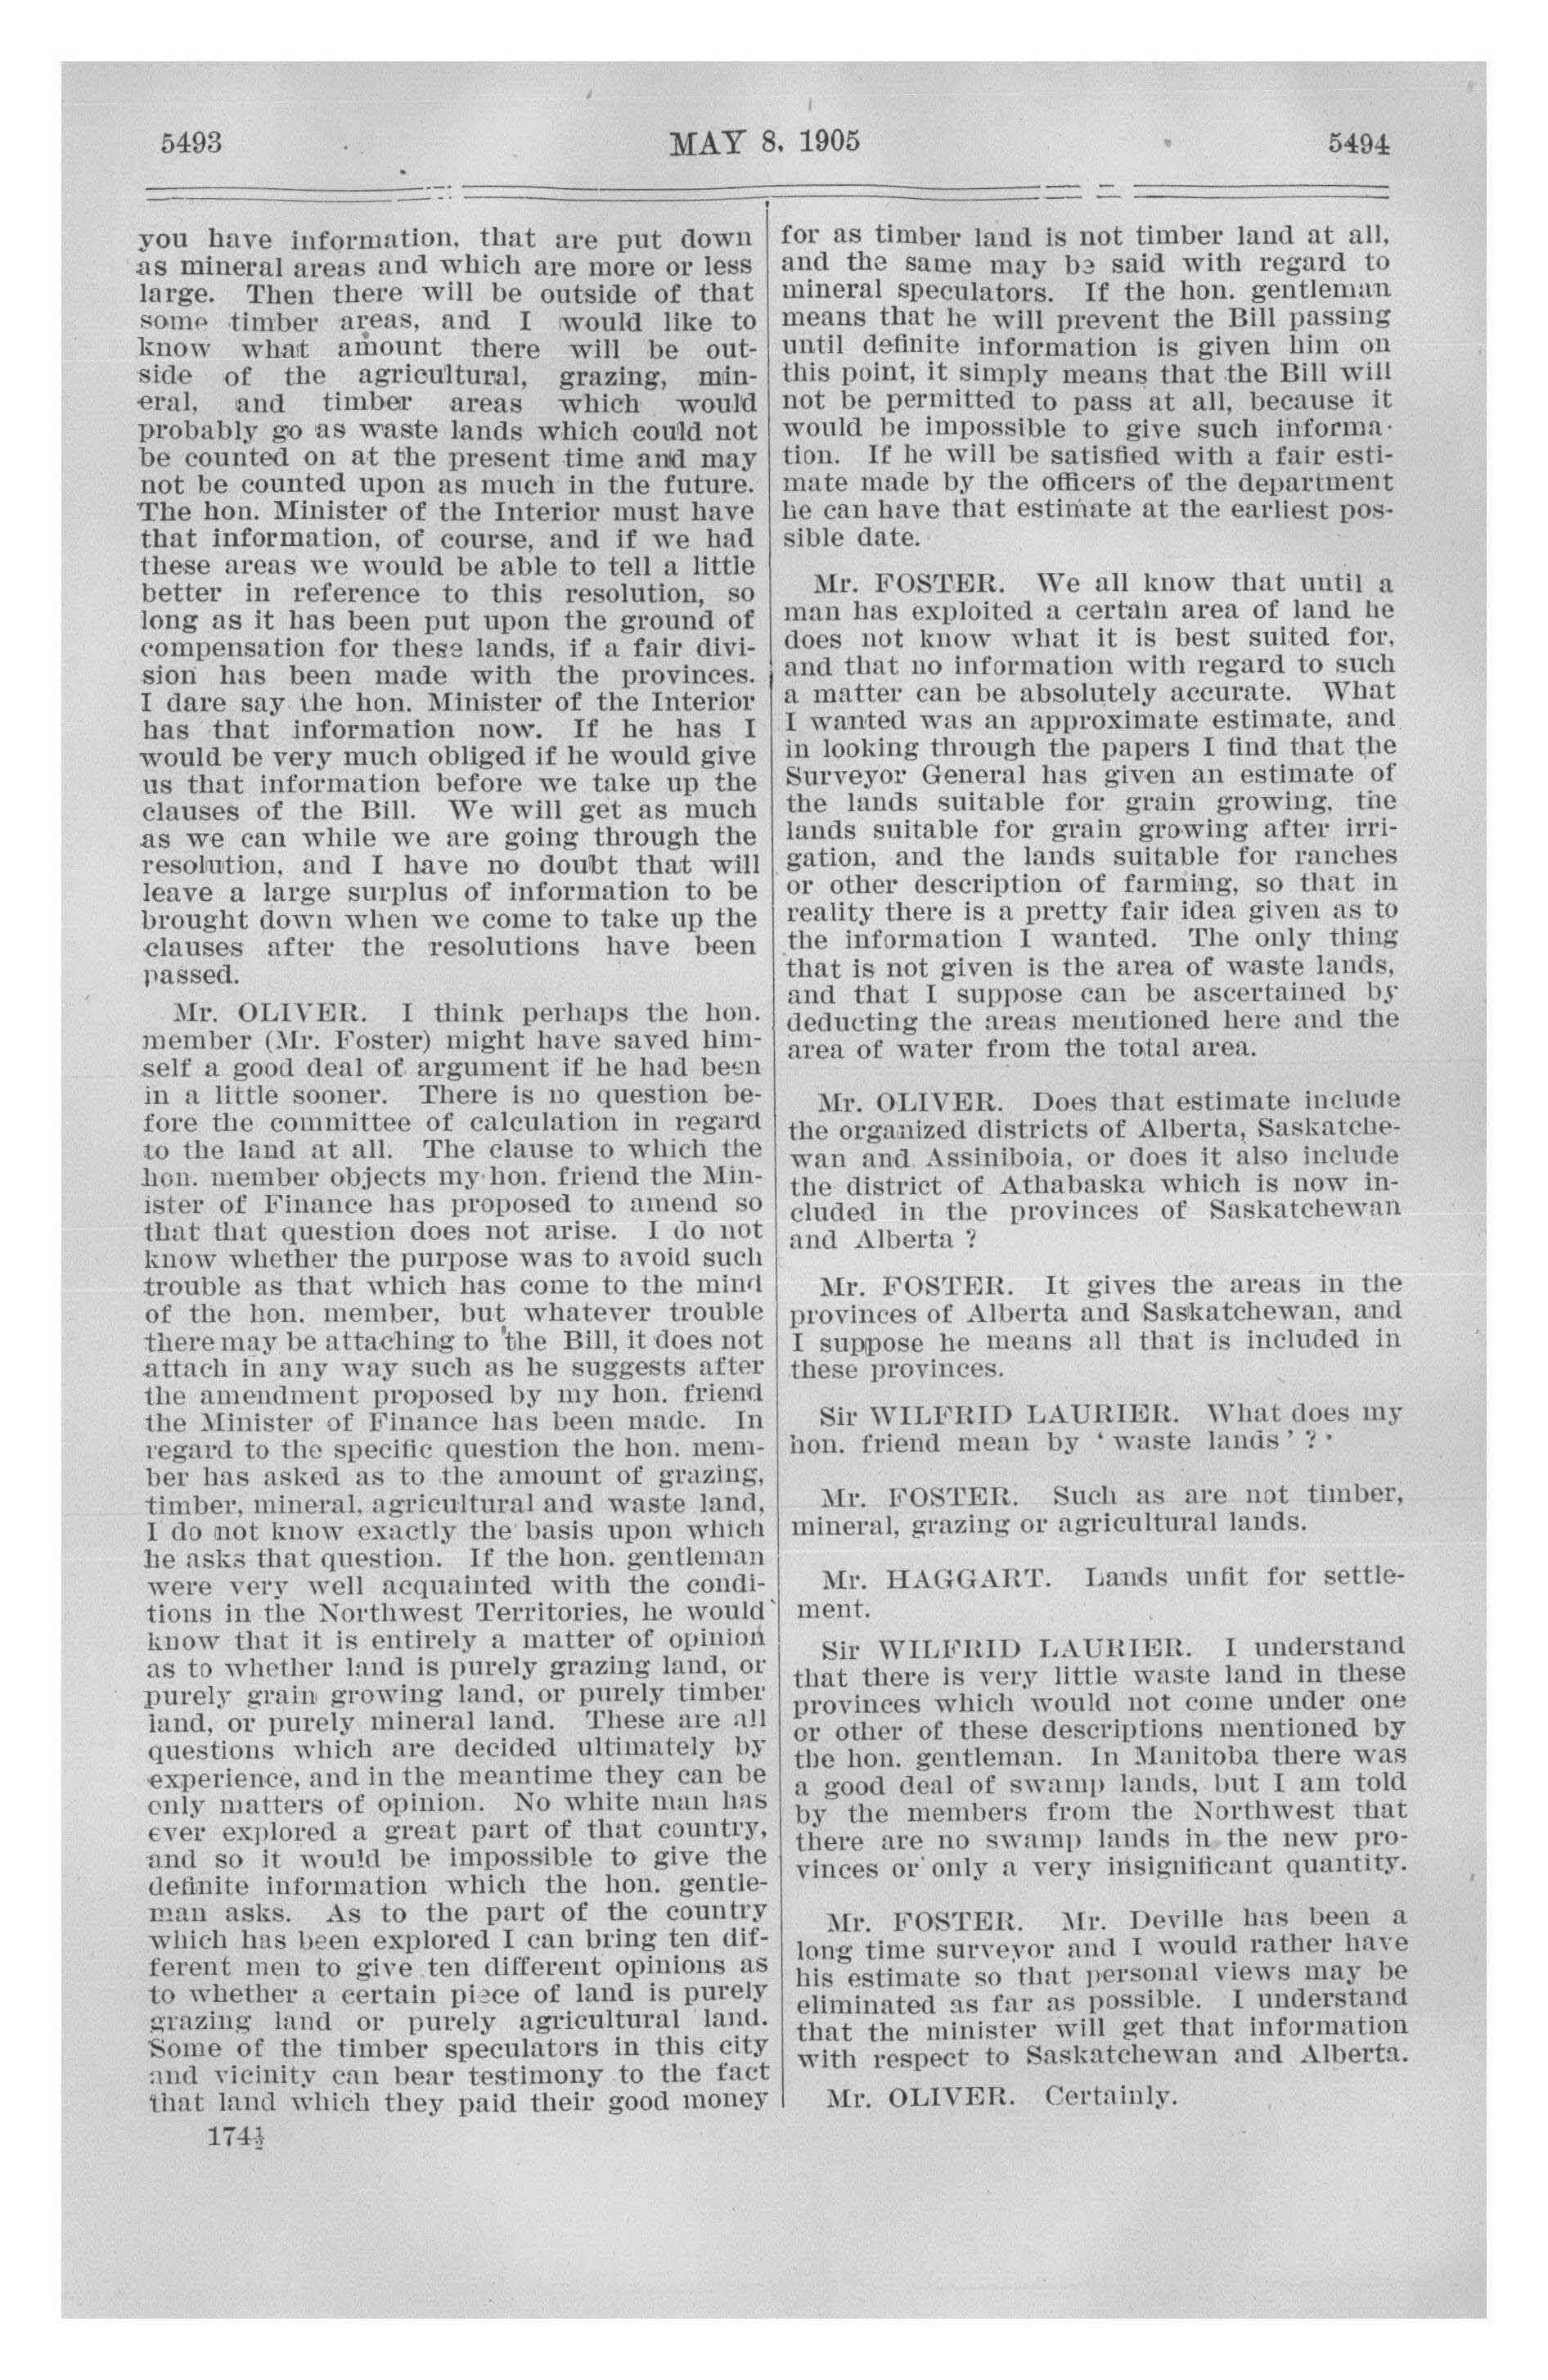 5493
MAY 8, 1905
5494
you have information, that are put down
as mineral areas and which are more or less
large. Then there will be outside of that
some timber areas, and I would like to
know what amount there will be out-
side of the agricultural, grazing, min-
eral, and timber areas which would
probably go as waste lands which could not
be counted on at the present time and may
not be counted upon as much in the future.
The hon. Minister of the Interior must have
that information, of course, and if we had
these areas we would be able to tell a little
better in reference to this resolution, so
long as it has been put upon the ground of
compensation for these lands, if a fair divi-
sion has been made with the provinces.
I dare say the hon. Minister of the Interior
has that information now. If he has I
would be very much obliged if he would give
us that information before we take up the
clauses of the Bill. We will get as much
as we can while we are going through the
resolution, and I have no doubt that will
leave a large surplus of information to be
brought down when we come to take up the
clauses after the resolutions have been
passed.
Mr. OLIVER. I think perhaps the hon.
member (Mr. Foster) might have saved him-
self a good deal of argument if he had been
in a little sooner. There is no question be-
fore the committee of calculation in regard
to the land at all. The clause to which the
hon. member objects my hon. friend the Min-
ister of Finance has proposed to amend so
that that question does not arise. I do not
know whether the purpose was to avoid such
trouble as that which has come to the mind
of the hon. member, but whatever trouble
there may be attaching to the Bill, it does not
attach in any way such as he suggests after
the amendment proposed by my hon. friend
the Minister of Finance has been made. In
regard to the specific question the hon. mem-
ber has asked as to the amount of grazing,
timber, mineral, agricultural and waste land,
I do not know exactly the basis upon which
he asks that question. If the hon. gentleman
were very well acquainted with the condi-
tions in the Northwest Territories, he would
know that it is entirely a matter of opinion
as to whether land is purely grazing land, or
purely grain growing land, or purely timber
land, or purely mineral land. These are all
questions which are decided ultimately by
experience, and in the meantime they can be
only matters of opinion. No white man has
ever explored a great part of that country,
and so it would be impossible to give the
definite information which the hon. gentle-
man asks. As to the part of the country
which has been explored I can bring ten dif-
ferent men to give ten different opinions as
to whether a certain piece of land is purely
grazing land or purely agricultural land.
Some of the timber speculators in this city
and vicinity can bear testimony to the fact
that land which they paid their good money
174½
for as timber land is not timber land at all,
and the same may be said with regard to
mineral speculators. If the hon. gentleman
means that he will prevent the Bill passing
until definite information is given him on
this point, it simply means that the Bill will
not be permitted to pass at all, because it
would be impossible to give such informa-
tion. If he will be satisfied with a fair esti-
mate made by the officers of the department
he can have that estimate at the earliest pos-
sible date.
Mr. FOSTER. We all know that until a
man has exploited a certain area of land he
does not know what it is best suited for,
and that no information with regard to such
a matter can be absolutely accurate. What
I wanted was an approximate estimate, and
in looking through the papers I find that the
Surveyor General has given an estimate of
the lands suitable for grain growing, the
lands suitable for grain growing after irri-
gation, and the lands suitable for ranches
or other description of farming, so that in
reality there is a pretty fair idea given as to
the information I wanted. The only thing
that is not given is the area of waste lands,
and that I suppose can be ascertained by
deducting the areas mentioned here and the
area of water from the total area.
Mr. OLIVER. Does that estimate include
the organized districts of Alberta, Saskatche-
wan and Assiniboia, or does it also include
the district of Athabaska which is now in-
cluded in the provinces of Saskatchewan
and Alberta ?
Mr. FOSTER. It gives the areas in the
provinces of Alberta and Saskatchewan, and
I suppose he means all that is included in
these provinces.
Sir WILFRID LAURIER. What does my
hon. friend mean by ' waste lands ' ?
Mr. FOSTER. Such as are not timber,
mineral, grazing or agricultural lands.
Mr. HAGGART. Lands unfit for settle-
ment.
Sir WILFRID LAURIER. I understand
that there is very little waste land in these
provinces which would not come under one
or other of these descriptions mentioned by
the hon. gentleman. In Manitoba there was
a good deal of swamp lands, but I am told
by the members from the Northwest that
there are no swamp lands in the new pro-
vinces or only a very insignificant quantity.
Mr. FOSTER. Mr. Deville has been a
long time surveyor and I would rather have
his estimate so that personal views may be
eliminated as far as possible. I understand
that the minister will get that information
with respect to Saskatchewan and Alberta.
Mr. OLIVER. Certainly.